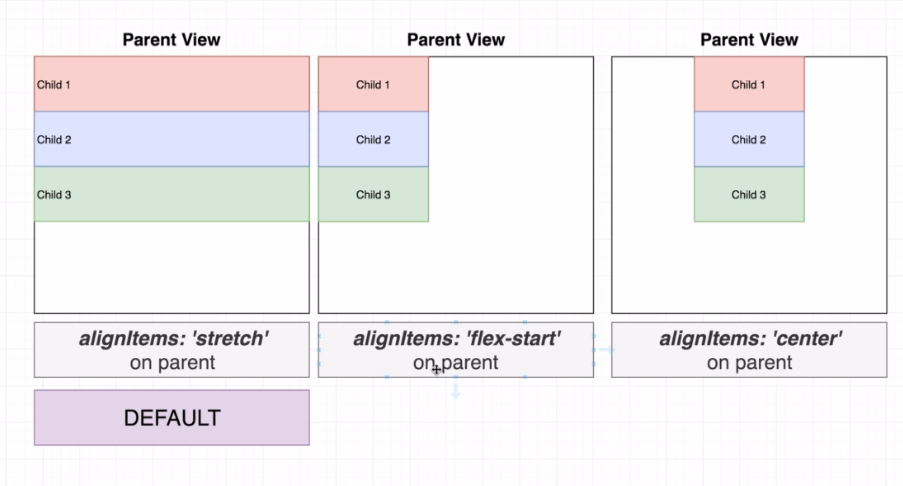 Parent View
Child 1
Child 2
Child 3
alignItems: 'stretch'
on parent
DEFAULT
Parent View
Child 1
Child 2
Child 3
alignItems: 'flex-start'
on parent
Parent View
Child 1
Child 2
Child 3
alignItems: 'center'
on parent